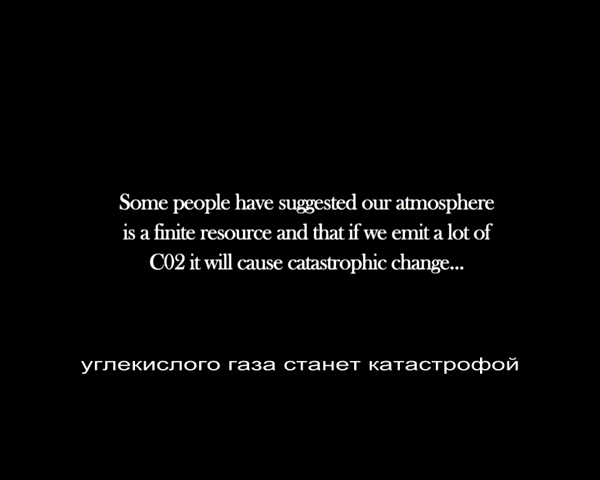 Some people have suggested our atmosphere
is a finite resource and that if we emit a lot of
C02 it will cause catastrophic change...
углекислого газа станет катастрофой